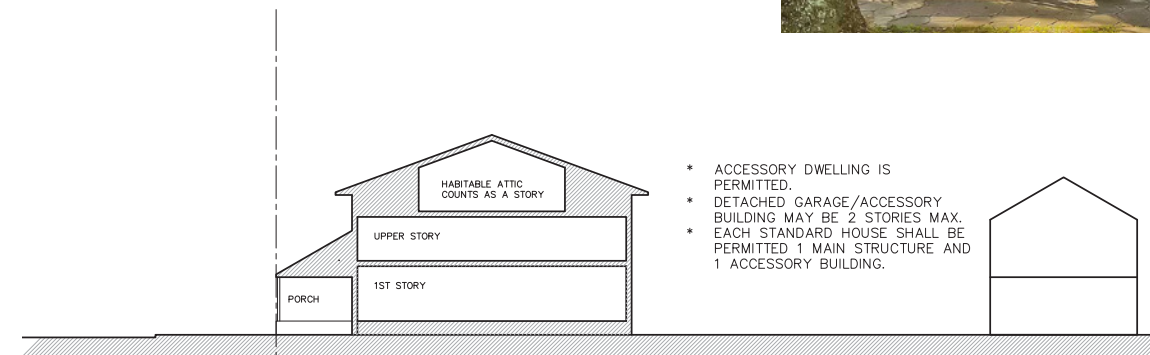 HABITABLE ATTIC
COUNTS AS A STORY
UPPER STORY
1ST STORY
PORCH
* ACCESSORY DWELLING IS
PERMITTED.
* DETACHED GARAGE/ACCESSORY
BUILDING MAY BE 2 STORIES MAX.
* EACH STANDARD HOUSE SHALL BE
PERMITTED 1 MAIN STRUCTURE AND
1 ACCESSORY BUILDING.